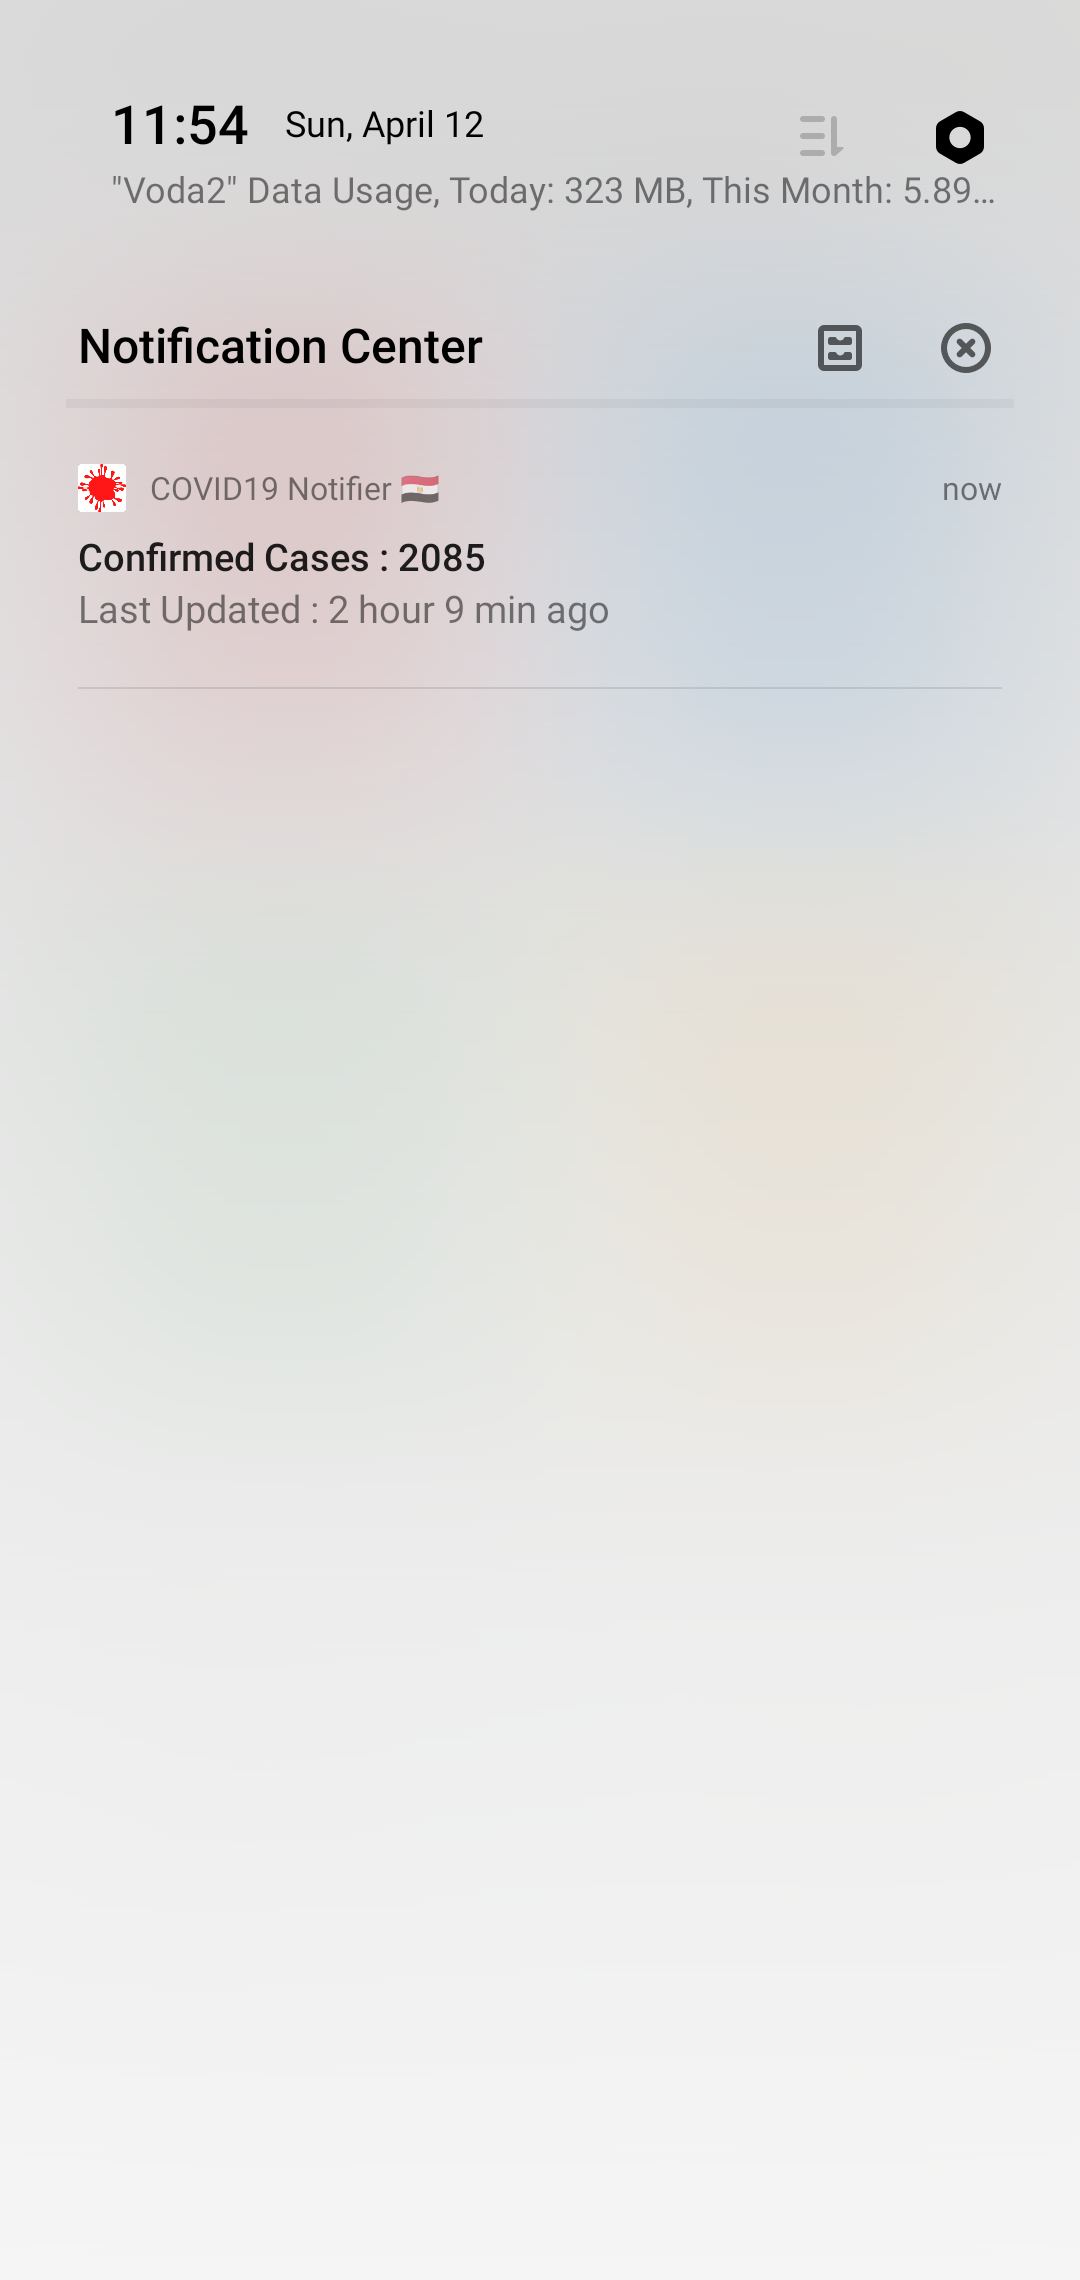 11:54 Sun, April 12
"Voda2" Data Usage, Today: 323 MB, This Month: 5.89...
Notification Center
COVID19 Notifier 🇪🇬 now
Confirmed Cases : 2085
Last Updated : 2 hour 9 min ago